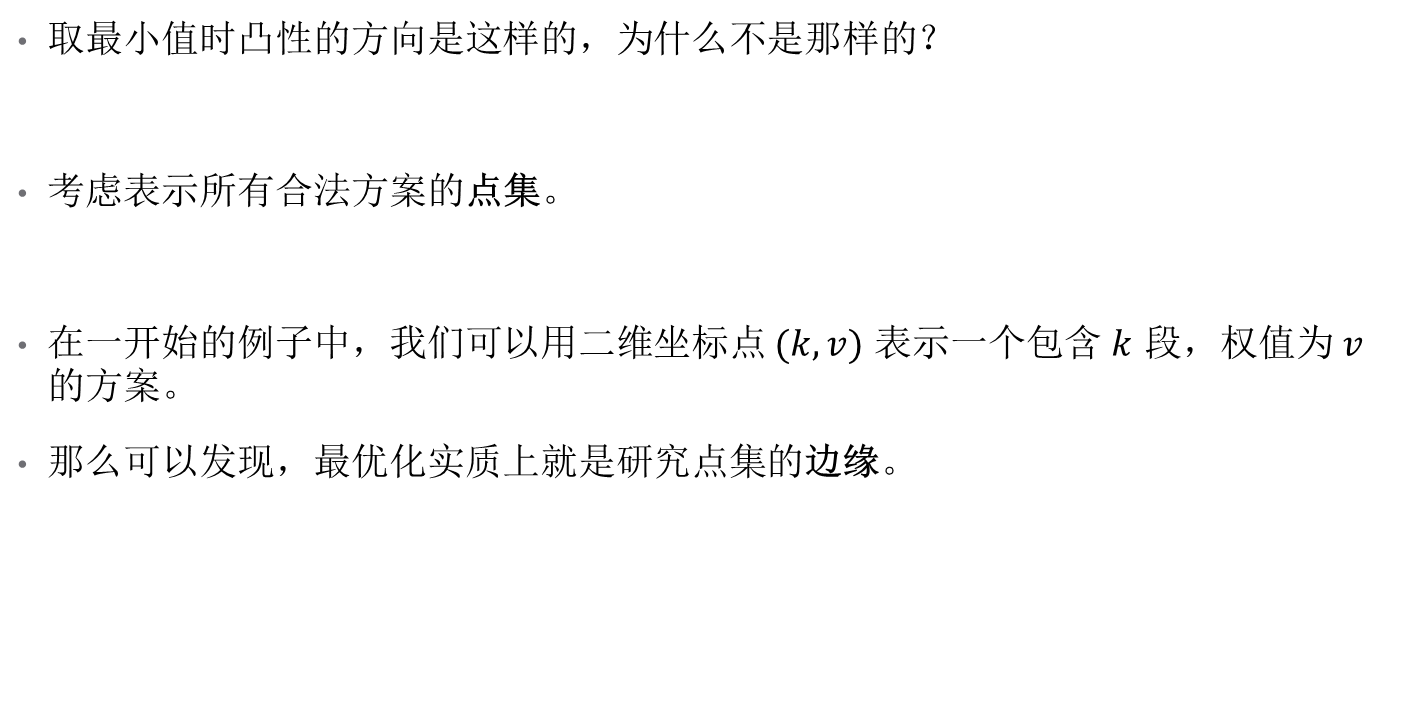 • 取最小值时凸性的方向是这样的，为什么不是那样的？
• 考虑表示所有合法方案的点集。
• 在一开始的例子中，我们可以用二维坐标点 (k, v) 表示一个包含 k 段，权值为 v
的方案。
• 那么可以发现，最优化实质上就是研究点集的边缘。